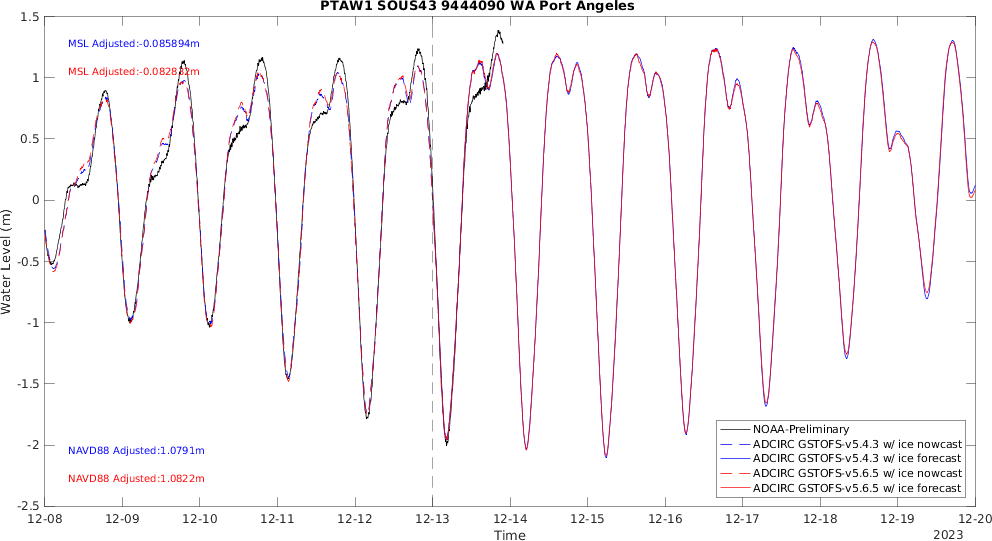 PTAW1 SOUS43 9444090 WA Port Angeles
1.5
1
0.5
0
-0.5
-1
-1.5
-2
-2.5
Water Level (m)
MSL Adjusted:-0.085894m
NAVD88 Adjusted:1.0791m
NAVD88 Adjusted:1.0822m
NOAA-Preliminary
ADCIRC GSTOFS-v5.4.3 w/ ice nowcast
ADCIRC GSTOFS-v5.4.3 w/ ice forecast
ADCIRC GSTOFS-v5.6.5 w/ ice nowcast
ADCIRC GSTOFS-v5.6.5 w/ ice forecast
12-08 12-09 12-10 12-11 12-12 12-13 12-14 12-15 12-16 12-17 12-18 12-19 12-20
Time
2023